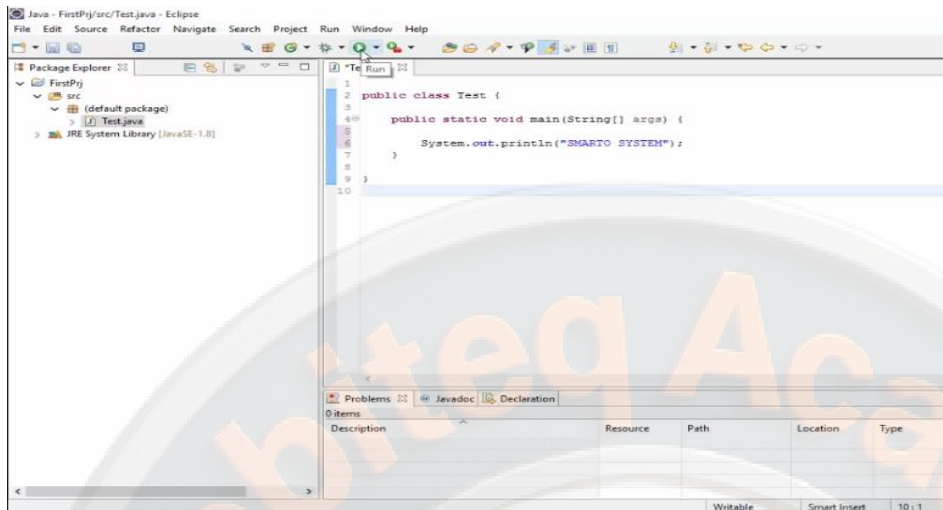 Java - FirstPrj/src/Test.java - Eclipse
File Edit Source Refactor Navigate Search Project Run Window Help
Package Explorer
FirstPrj
src
(default package)
Test.java
JRE System Library [JavaSE-1.8]
*Te
Run
1
2 public class Test {
3
4 public static void main(String[] args) {
5
6 System.out.println("SMARTO SYSTEM");
7 }
8
9 }
10
Problems Javadoc Declaration
0 items
Description Resource Path Location Type
Writable Smart Insert 10 : 1
biteq Aca